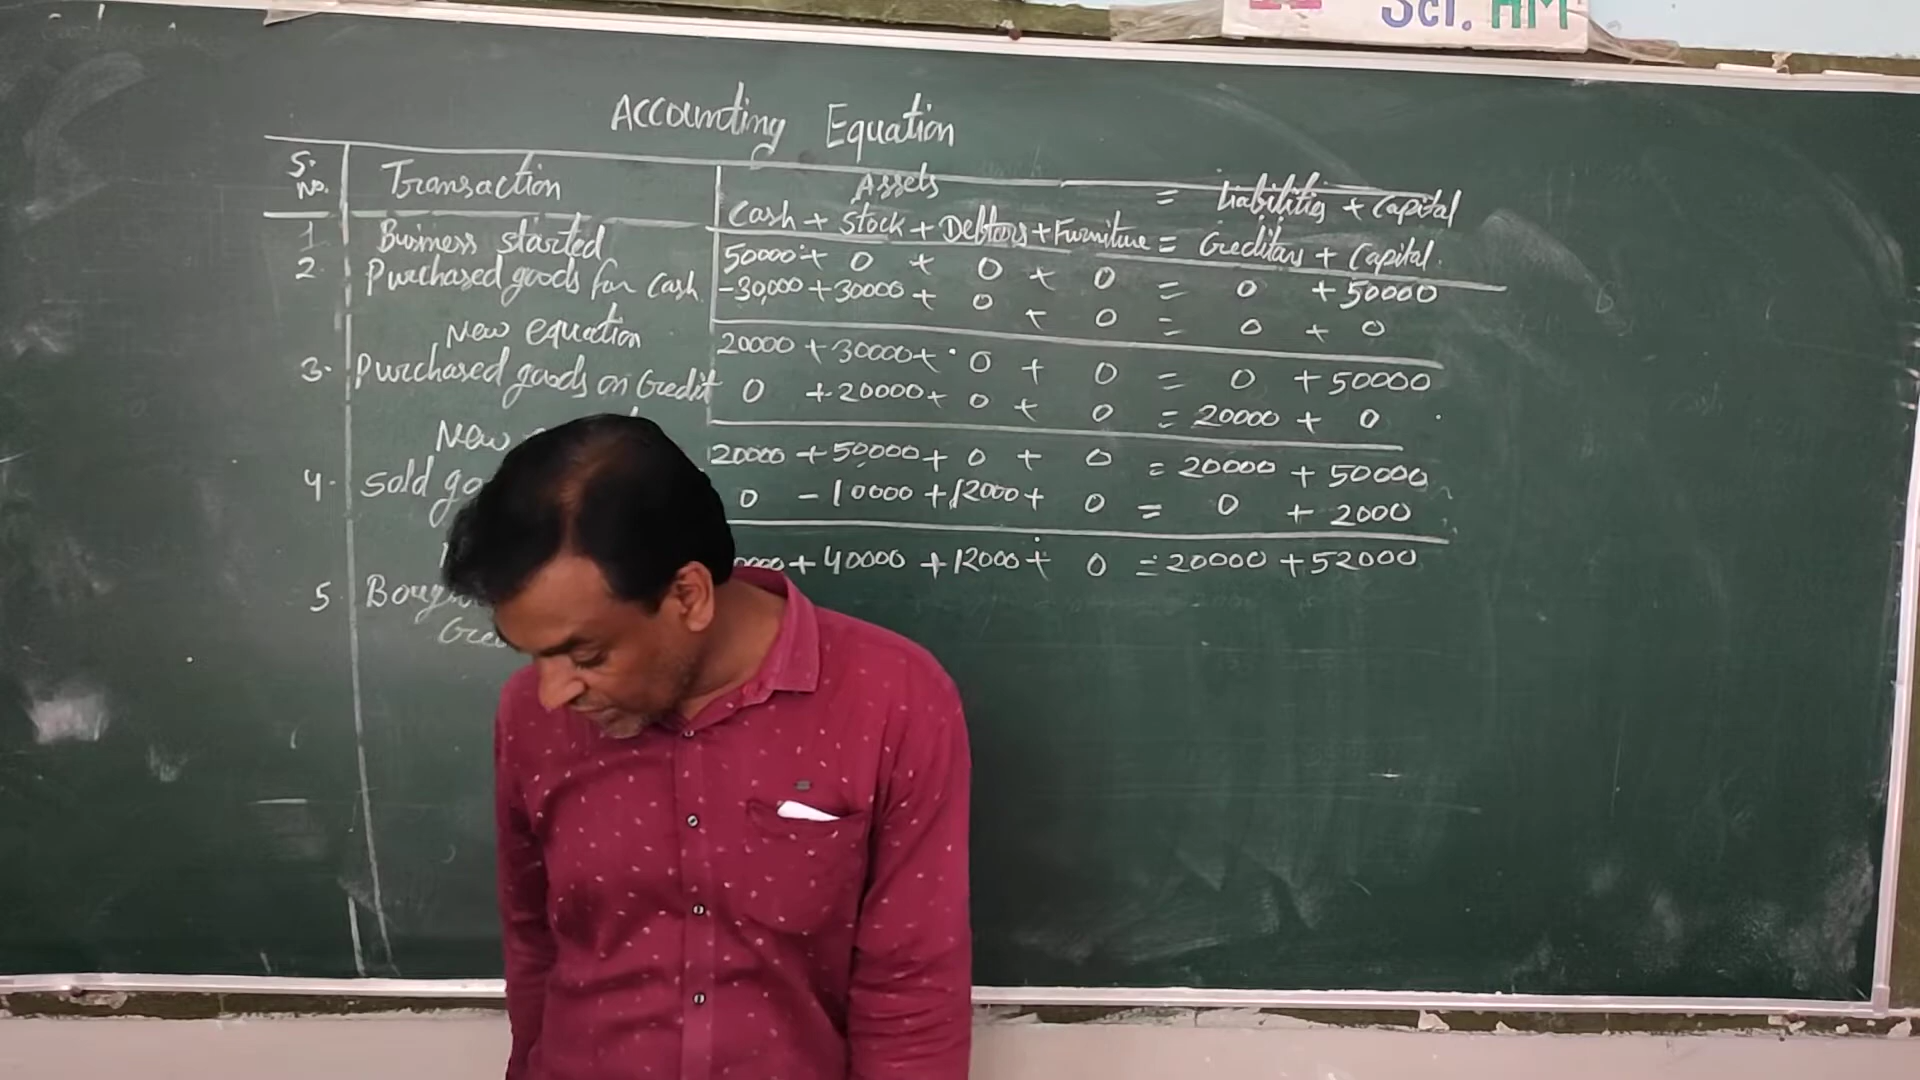 Sci. HM
Accounting Equation
S. No. Transaction Assets = Liabilities + Capital
Cash + Stock + Debtors + Furniture = Creditors + Capital.
1 Business started 50000 + 0 + 0 + 0 = 0 + 50000
2. Purchased goods for Cash -30,000 + 30000 + 0 + 0 = 0 + 0
New equation 20000 + 30000 + 0 + 0 = 0 + 50000
3. Purchased goods on Credit 0 + 20000 + 0 + 0 = 20000 + 0
New 20000 + 50,000 + 0 + 0 = 20000 + 50000
4. Sold 0 - 10000 + 12000 + 0 = 0 + 2000
+ 40000 + 12000 + 0 = 20000 + 52000
5.